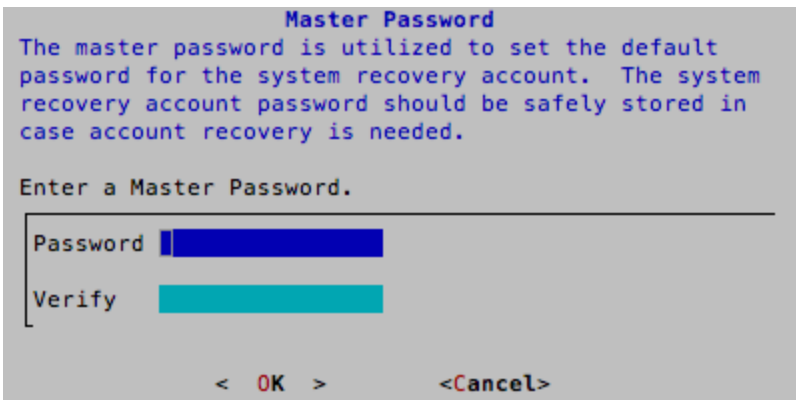 Master Password
The master password is utilized to set the default
password for the system recovery account.  The system
recovery account password should be safely stored in
case account recovery is needed.
Enter a Master Password.
Password
Verify
<  OK  >          <Cancel>